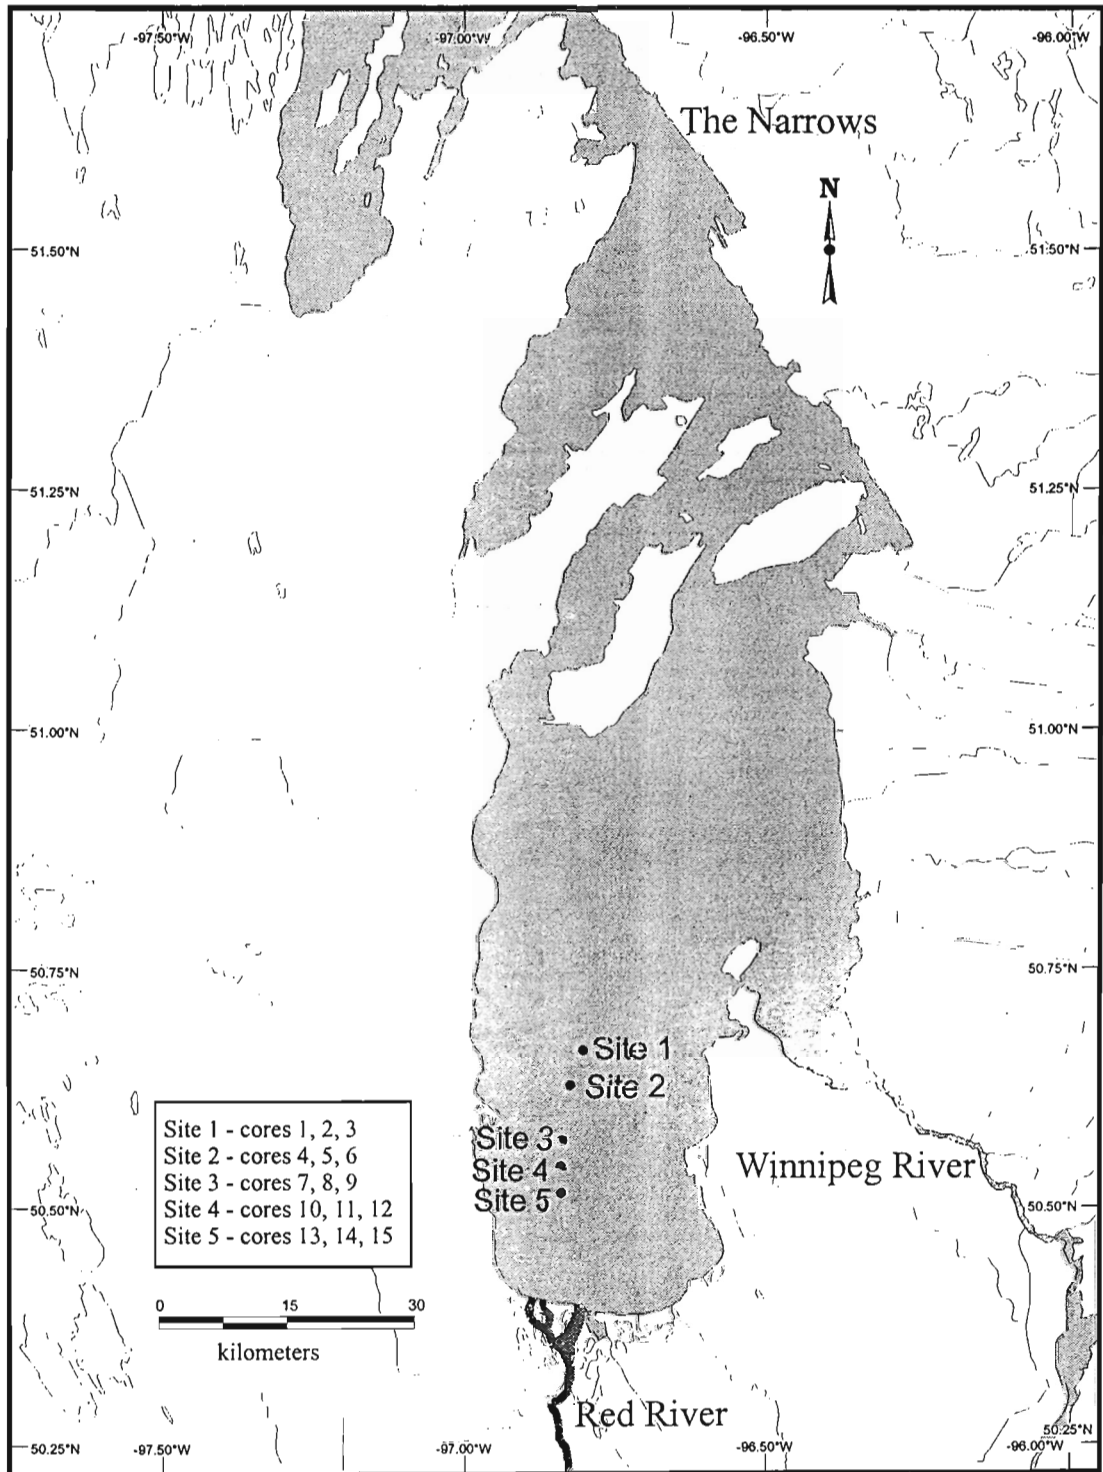 -97.50°W
-97.00°W
-96.50°W
-96.00°W
The Narrows
N
51.50°N
51.50°N
51.25°N
51.25°N
51.00°N
51.00°N
50.75°N
50.75°N
Site 1
Site 2
Site 3
Site 4
Site 5
Site 1 - cores 1, 2, 3
Site 2 - cores 4, 5, 6
Site 3 - cores 7, 8, 9
Site 4 - cores 10, 11, 12
Site 5 - cores 13, 14, 15
Winnipeg River
50.50°N
50.50°N
0 15 30
kilometers
Red River
50.25°N
50.25°N
-97.50°W
-97.00°W
-96.50°W
-96.00°W